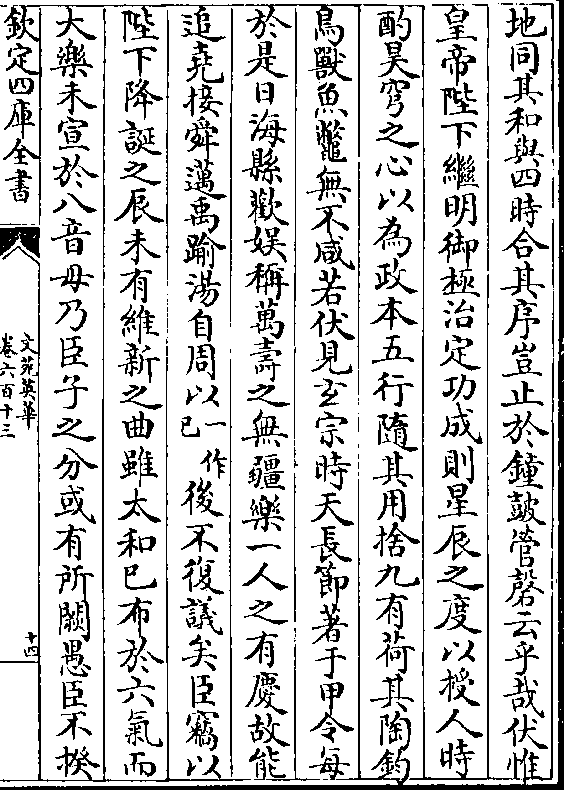 地同其和與四時合其序豈止於鐘鼓管磬云乎哉伏惟
皇帝陛下繼明御極治定功成則星辰之度以授人時
酌昊穹之心以為政本五行隨其用捨九有荷其陶鈞
鳥獸魚鼈無不咸若伏見玄宗時天長節著于甲令每
於是日海縣歡娱稱萬壽之無疆樂一人之有慶故能
追堯接舜邁禹踰湯自周以一作已後不復議矣臣竊以
陛下降誕之辰未有維新之曲雖太和已布於六氣而
大樂未宣於八音毋乃臣子之分或有所闕愚臣不揆
欽定四庫全書
文苑英華
卷六百十三
十四